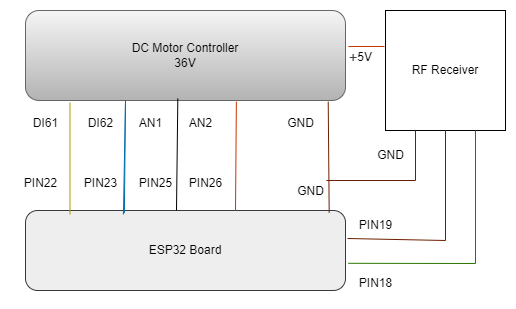 DC Motor Controller
36V
+5V
RF Receiver
DI61 DI62 AN1 AN2 GND
GND
PIN22 PIN23 PIN25 PIN26 GND
PIN19
ESP32 Board
PIN18